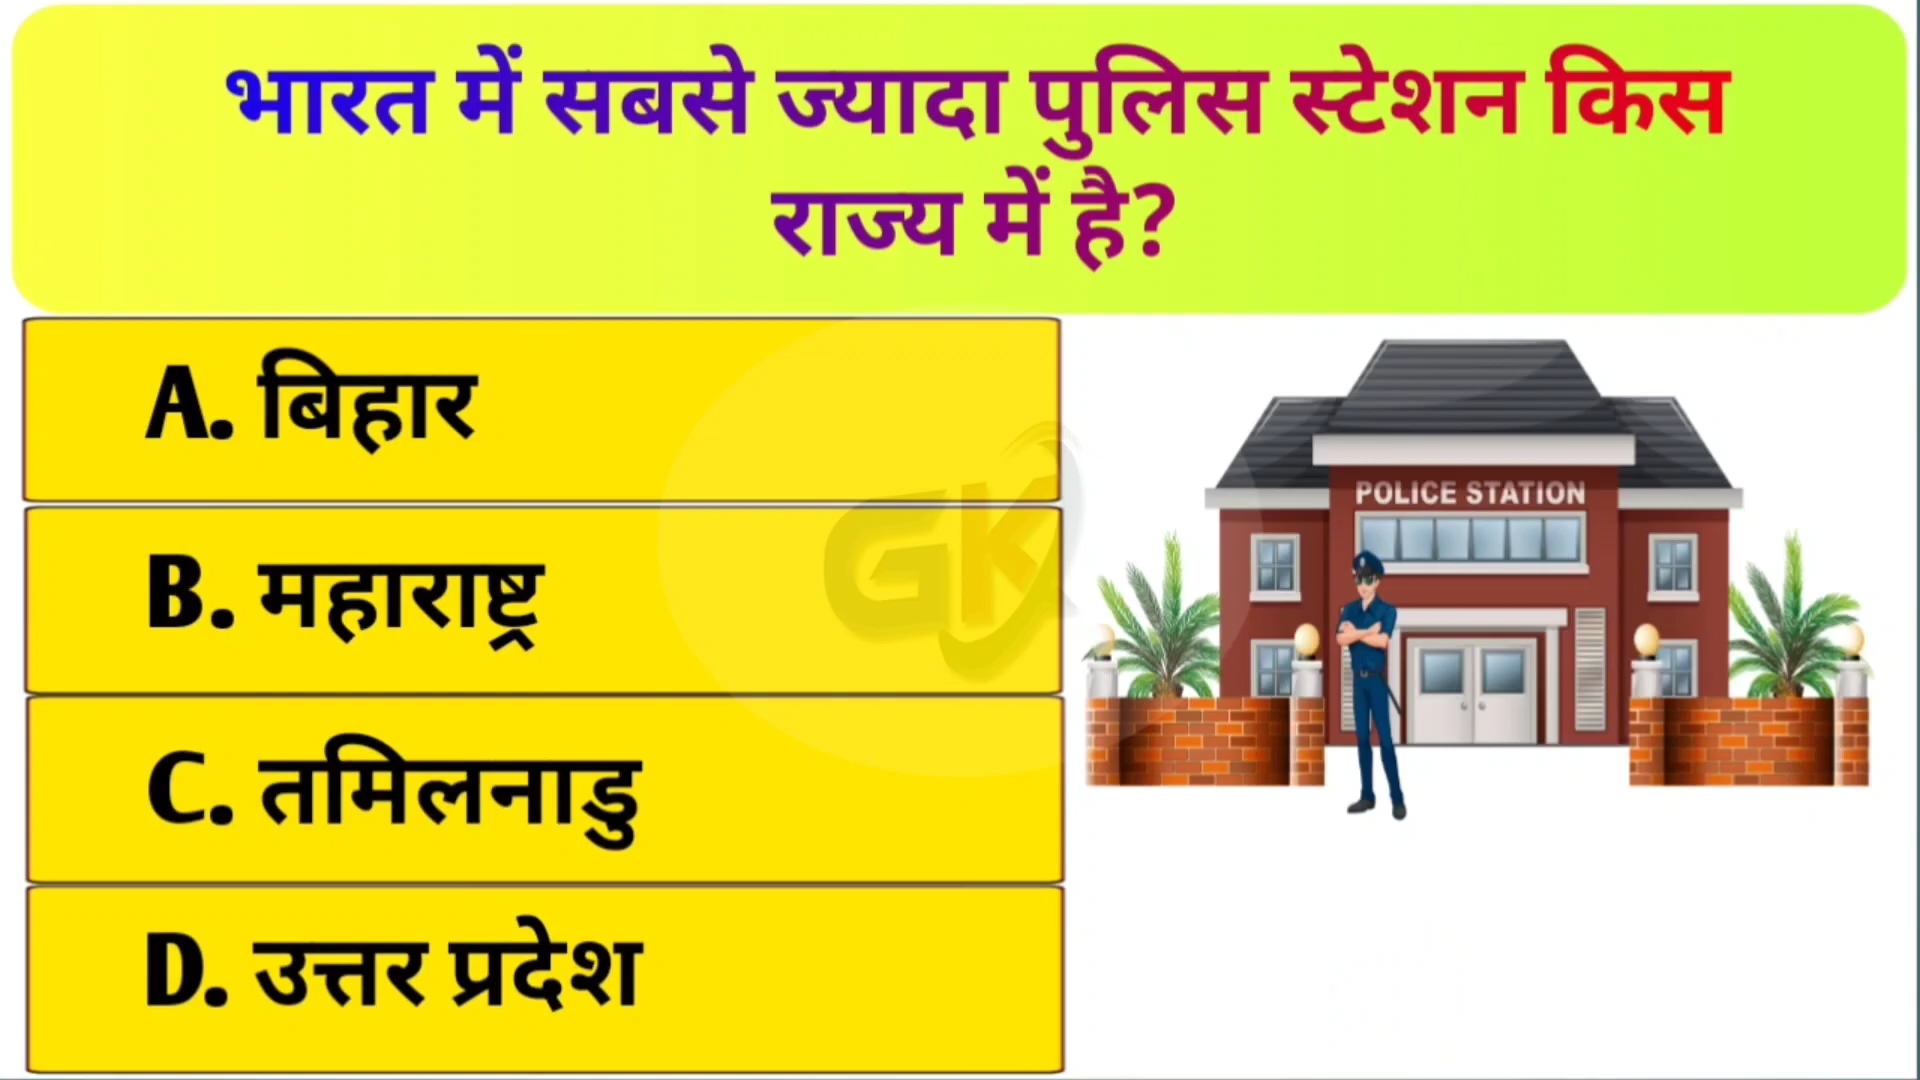 भारत में सबसे ज्यादा पुलिस स्टेशन किस
राज्य में है?
A. बिहार
B. महाराष्ट्र
C. तमिलनाडु
D. उत्तर प्रदेश
GK
POLICE STATION